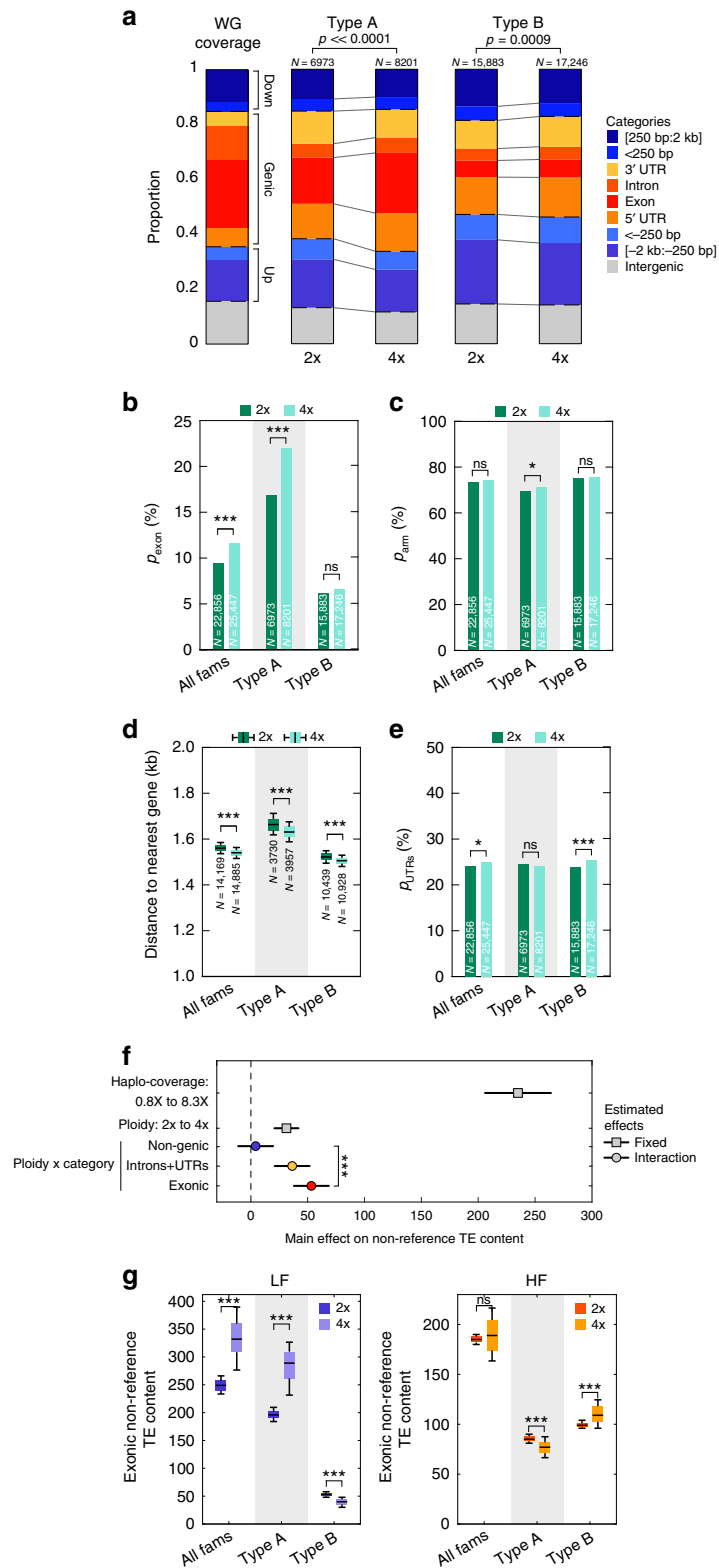 a
WG coverage
Type A
p << 0.0001
N = 6973
N = 8201
Type B
p = 0.0009
N = 15,883
N = 17,246
Proportion
1
0.8
0.6
0.4
0.2
0
Down
Genic
Up
2x
4x
2x
4x
Categories
[250 bp:2 kb]
<250 bp
3′ UTR
Intron
Exon
5′ UTR
<–250 bp
[–2 kb:–250 bp]
Intergenic
b
2x
4x
p exon (%)
25
20
15
10
5
0
***
***
ns
N = 22,856
N = 25,447
N = 6973
N = 8201
N = 15,883
N = 17,246
All fams
Type A
Type B
c
2x
4x
p arm (%)
100
80
60
40
20
0
ns
*
ns
N = 22,856
N = 25,447
N = 6973
N = 8201
N = 15,883
N = 17,246
All fams
Type A
Type B
d
2x
4x
Distance to nearest gene (kb)
2.0
1.8
1.6
1.4
1.2
1.0
***
***
***
N = 14,169
N = 14,885
N = 3730
N = 3957
N = 10,439
N = 10,928
All fams
Type A
Type B
e
2x
4x
p UTRs (%)
50
40
30
20
10
0
*
ns
***
N = 22,856
N = 25,447
N = 6973
N = 8201
N = 15,883
N = 17,246
All fams
Type A
Type B
f
Haplo-coverage:
0.8X to 8.3X
Ploidy: 2x to 4x
Ploidy x category
Non-genic
Introns+UTRs
Exonic
***
0
50
100
150
200
250
300
Main effect on non-reference TE content
Estimated effects
Fixed
Interaction
g
LF
2x
4x
Exonic non-reference TE content
400
350
300
250
200
150
100
50
0
***
***
***
All fams
Type A
Type B
HF
2x
4x
Exonic non-reference TE content
200
150
100
50
0
ns
***
***
All fams
Type A
Type B